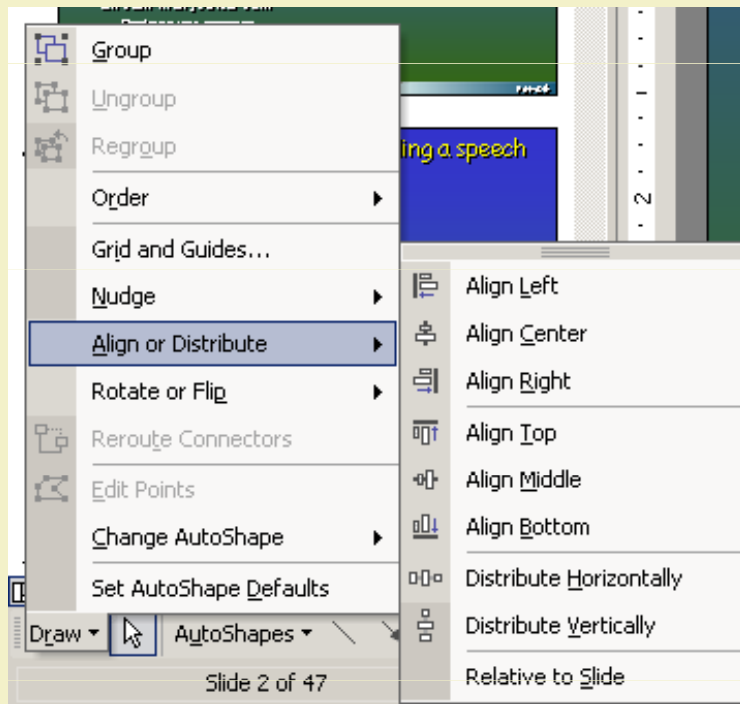 Group
Ungroup
Regroup
ing a speech
Order
2
Grid and Guides...
Nudge
Align or Distribute
Rotate or Flip
Reroute Connectors
Edit Points
Change AutoShape
Set AutoShape Defaults
Align Left
Align Center
Align Right
Align Top
Align Middle
Align Bottom
Distribute Horizontally
Distribute Vertically
Relative to Slide
Draw
AutoShapes
Slide 2 of 47